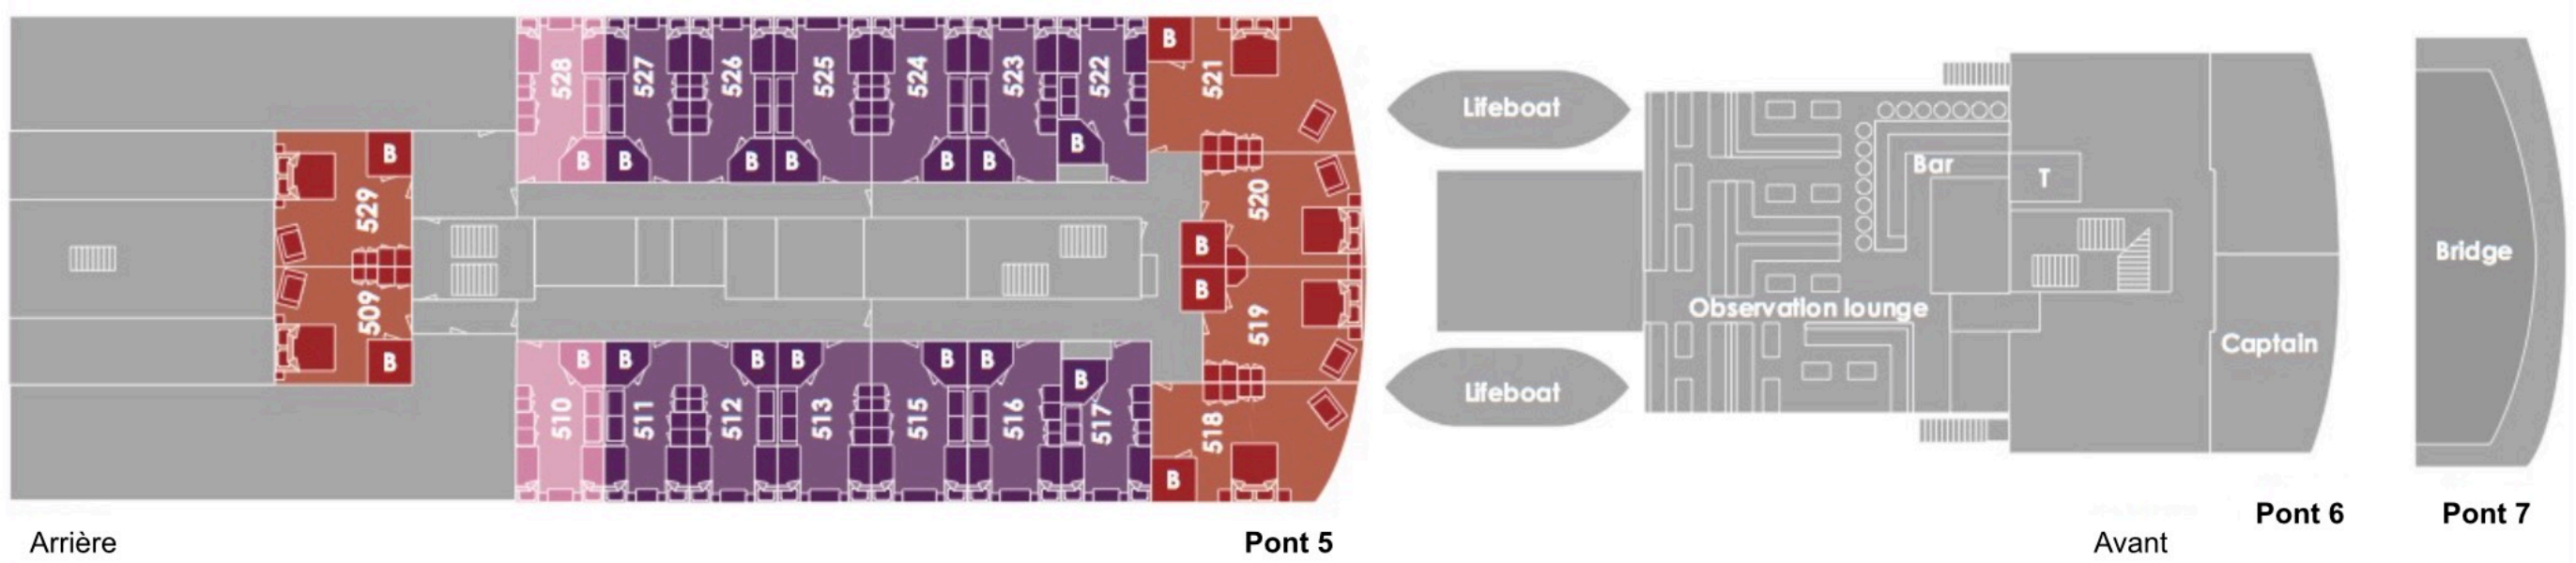 528
527
526
525
524
523
522
521
B
B
B
B
B
B
B
B
B
529
520
B
B
509
519
B
B
B
B
B
B
B
B
B
510
511
512
513
515
516
517
518
B
Arrière
Pont 5
Lifeboat
Bar
T
Observation lounge
Captain
Lifeboat
Avant
Pont 6
Bridge
Pont 7